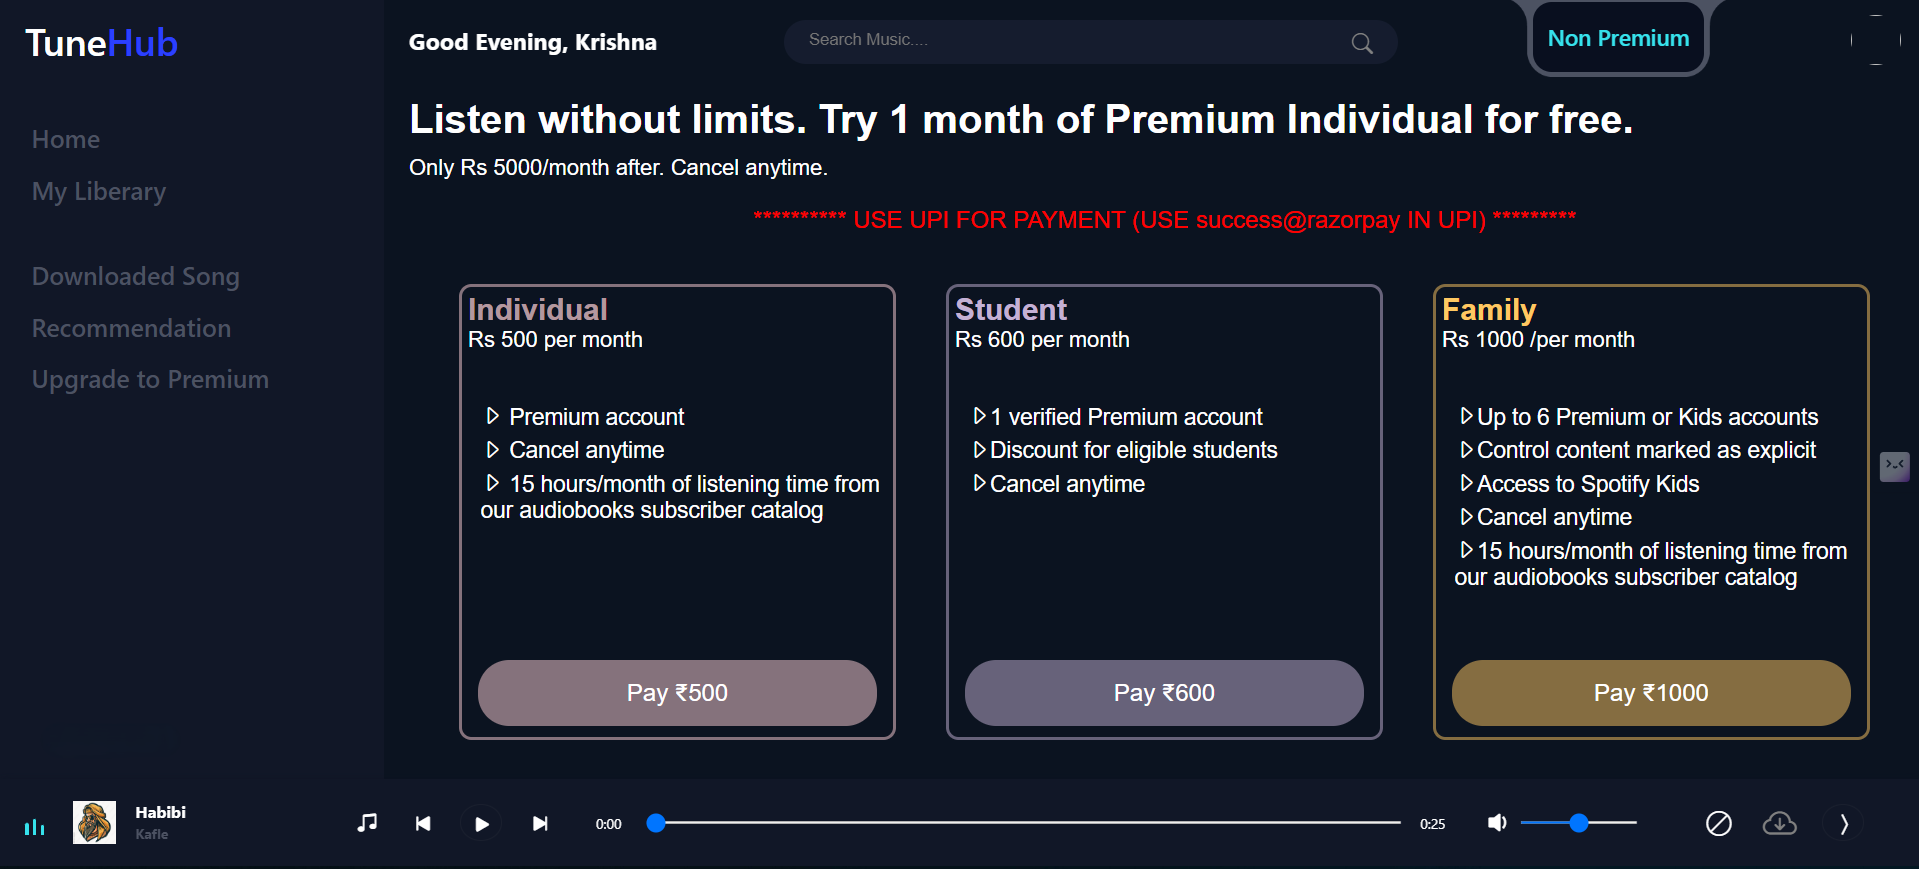 TuneHub
Good Evening, Krishna
Search Music....
Non Premium
Home
My Liberary
Downloaded Song
Recommendation
Upgrade to Premium
Listen without limits. Try 1 month of Premium Individual for free.
Only Rs 5000/month after. Cancel anytime.
********** USE UPI FOR PAYMENT (USE success@razorpay IN UPI) *********
Individual
Rs 500 per month
Premium account
Cancel anytime
15 hours/month of listening time from
our audiobooks subscriber catalog
Pay ₹500
Student
Rs 600 per month
1 verified Premium account
Discount for eligible students
Cancel anytime
Pay ₹600
Family
Rs 1000 /per month
Up to 6 Premium or Kids accounts
Control content marked as explicit
Access to Spotify Kids
Cancel anytime
15 hours/month of listening time from
our audiobooks subscriber catalog
Pay ₹1000
Habibi
Kafle
0:00
0:25